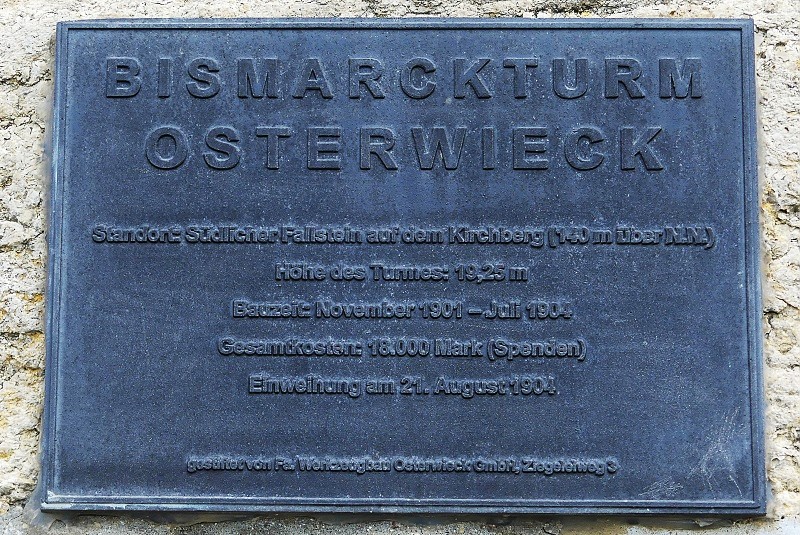 BISMARCKTURM
OSTERWIECK
Standort: Südlicher Fallstein auf dem Kirchberg (140 m über N.N.)
Höhe des Turmes: 19,25 m
Bauzeit: November 1901 – Juli 1904
Gesamtkosten: 18.000 Mark (Spenden)
Einweihung am 21. August 1904
gestiftet von Fa. Werkzeugbau Osterwieck GmbH, Ziegeleiweg 3